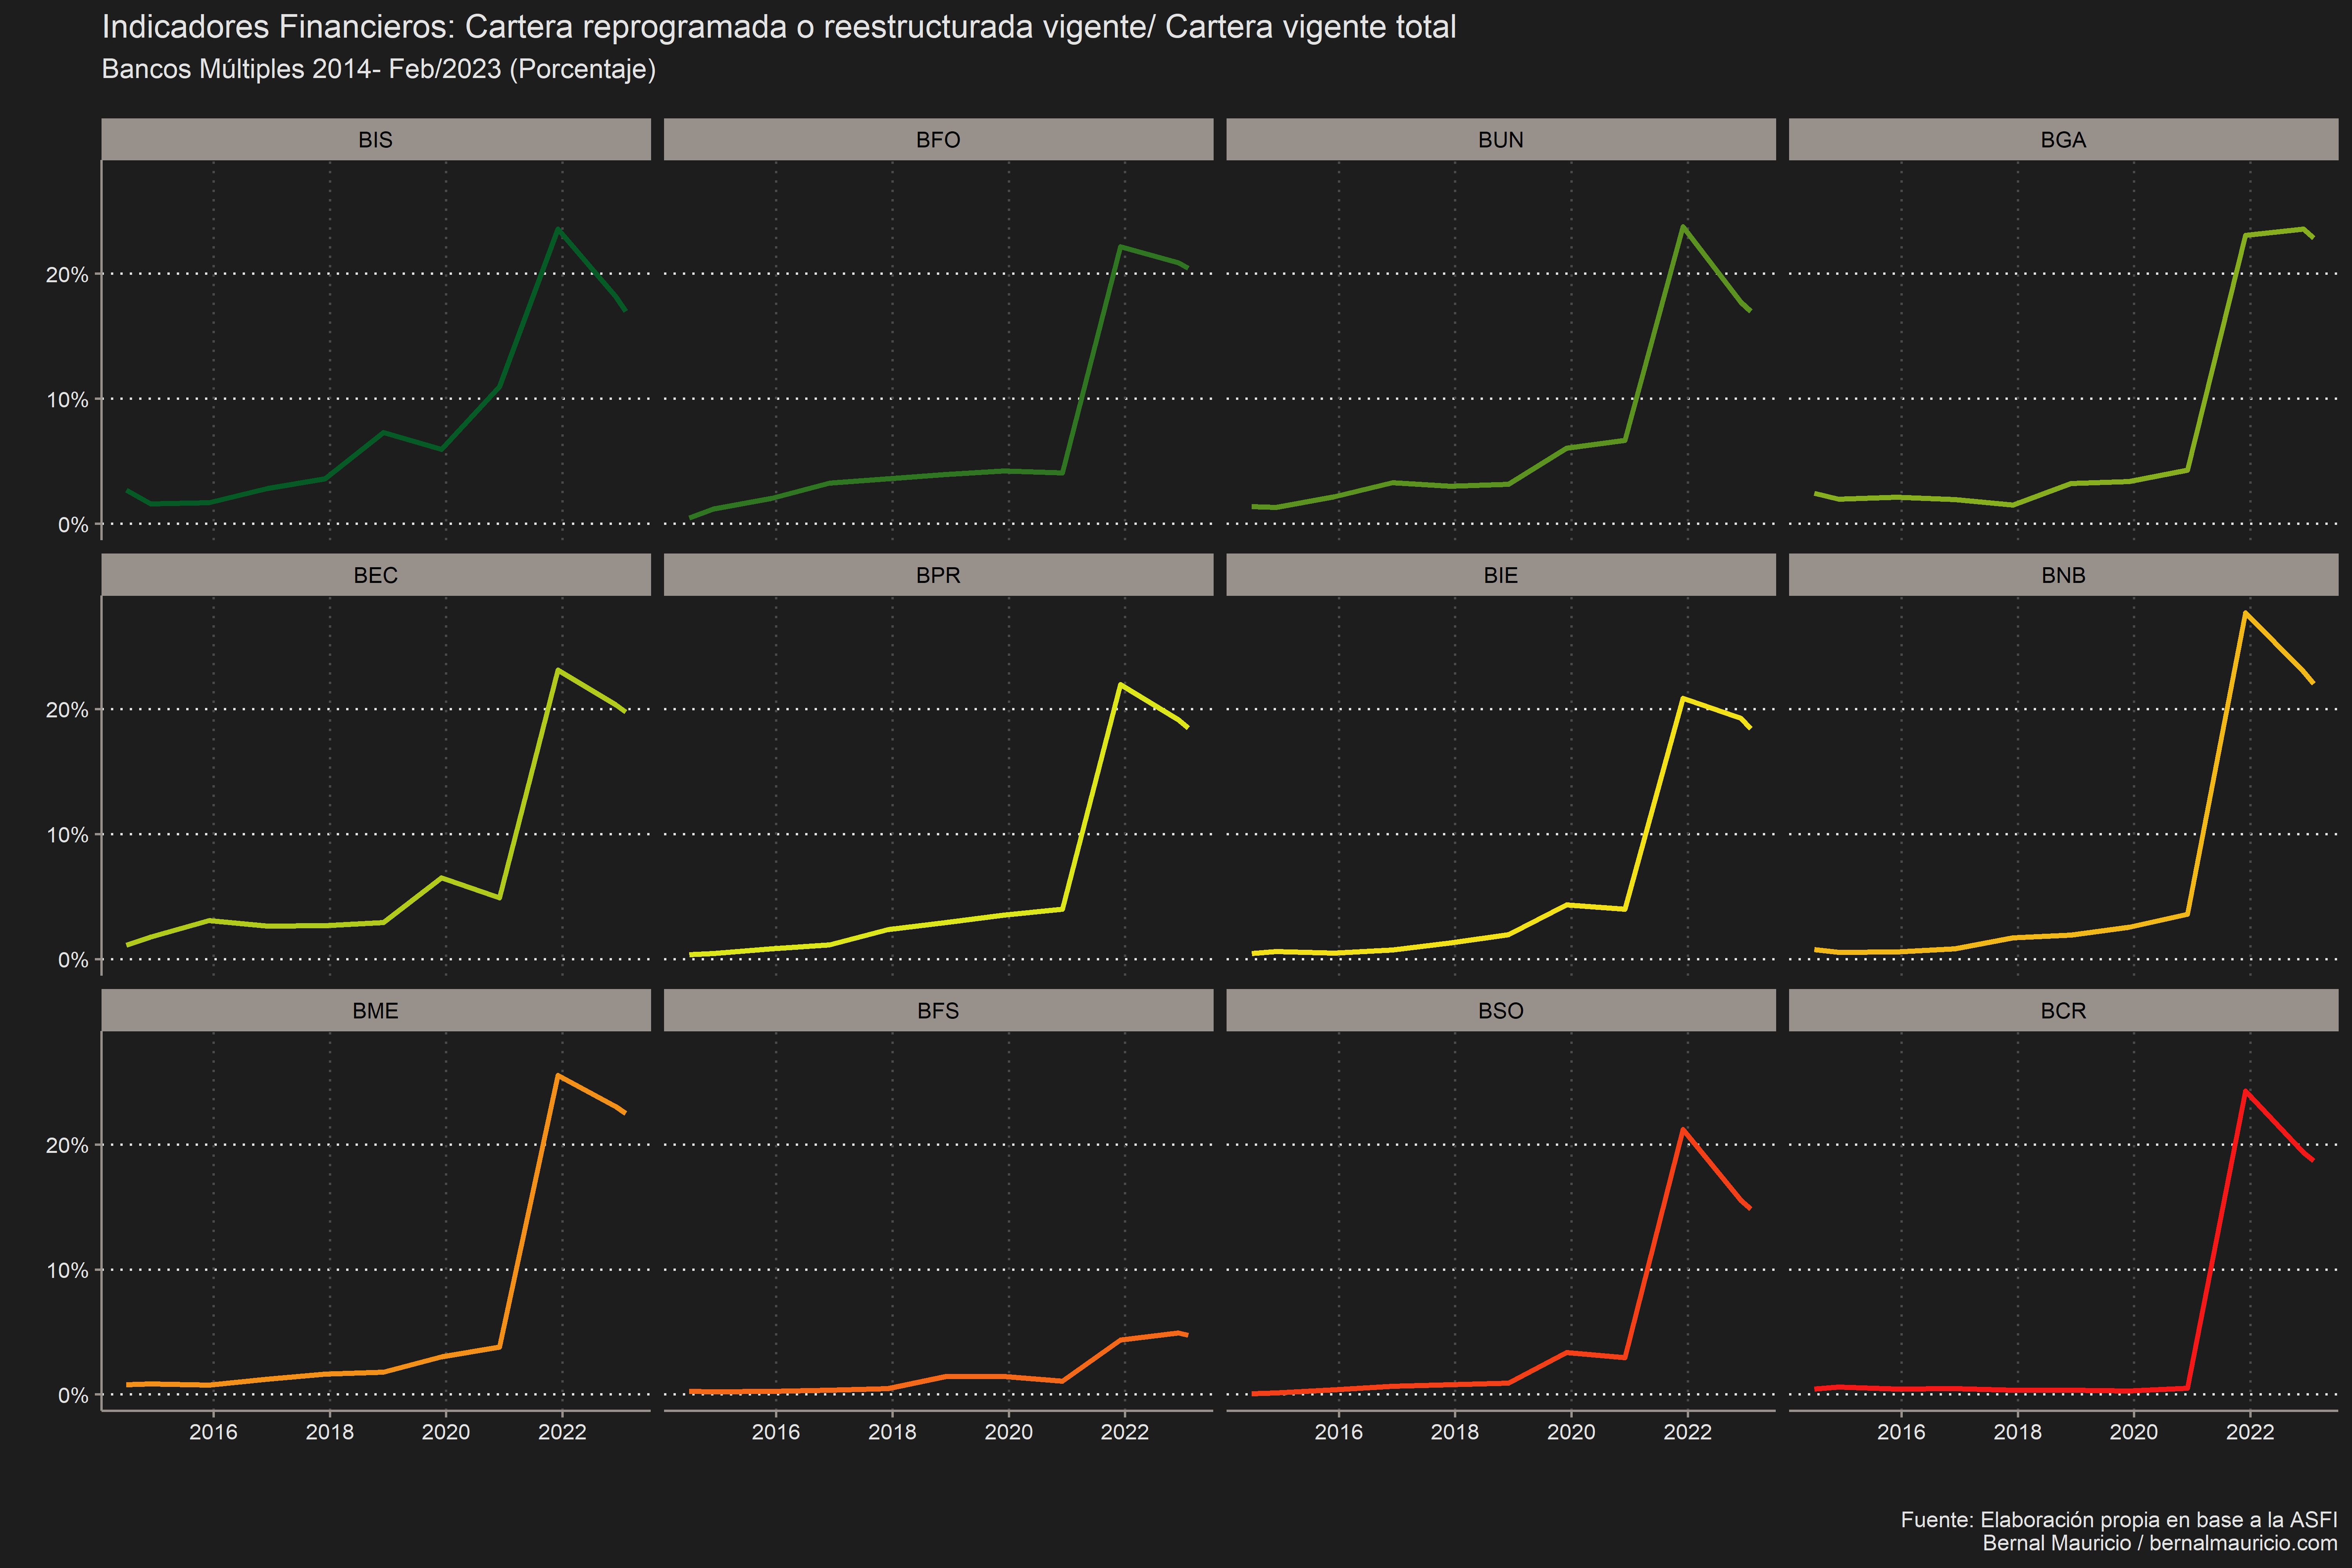 Indicadores Financieros: Cartera reprogramada o reestructurada vigente/ Cartera vigente total
Bancos Múltiples 2014- Feb/2023 (Porcentaje)
BIS BFO BUN BGA
20%
10%
0%
BEC BPR BIE BNB
20%
10%
0%
BME BFS BSO BCR
20%
10%
0%
2016 2018 2020 2022 2016 2018 2020 2022 2016 2018 2020 2022 2016 2018 2020 2022
Fuente: Elaboración propia en base a la ASFI
Bernal Mauricio / bernalmauricio.com